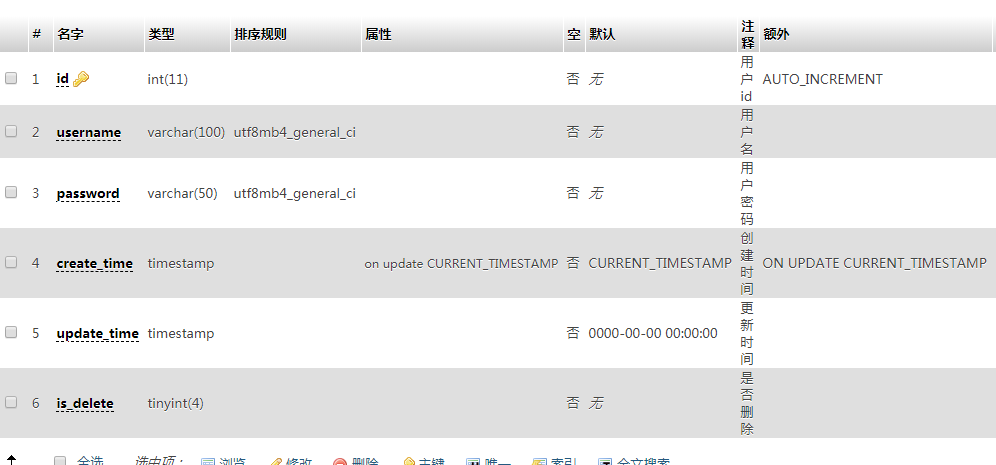 # 名字 类型 排序规则 属性 空 默认 注释 额外
1 id int(11) 否 无 用户id AUTO_INCREMENT
2 username varchar(100) utf8mb4_general_ci 否 无 用户名
3 password varchar(50) utf8mb4_general_ci 否 无 用户密码
4 create_time timestamp on update CURRENT_TIMESTAMP 否 CURRENT_TIMESTAMP 创建时间 ON UPDATE CURRENT_TIMESTAMP
5 update_time timestamp 否 0000-00-00 00:00:00 更新时间
6 is_delete tinyint(4) 否 无 是否删除
全选 选中项： 浏览 修改 删除 主键 唯一 索引 全文搜索